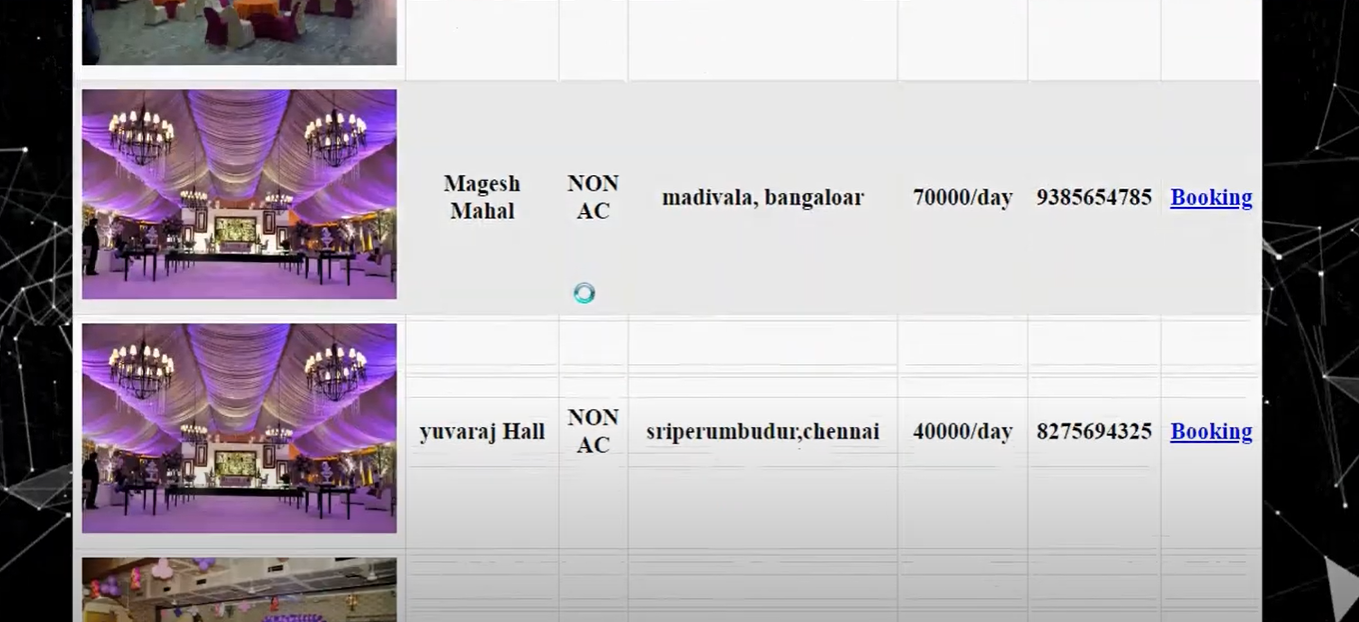 Magesh
Mahal
NON
AC
madivala, bangaloar
70000/day
9385654785
Booking
yuvaraj Hall
NON
AC
sriperumbudur,chennai
40000/day
8275694325
Booking